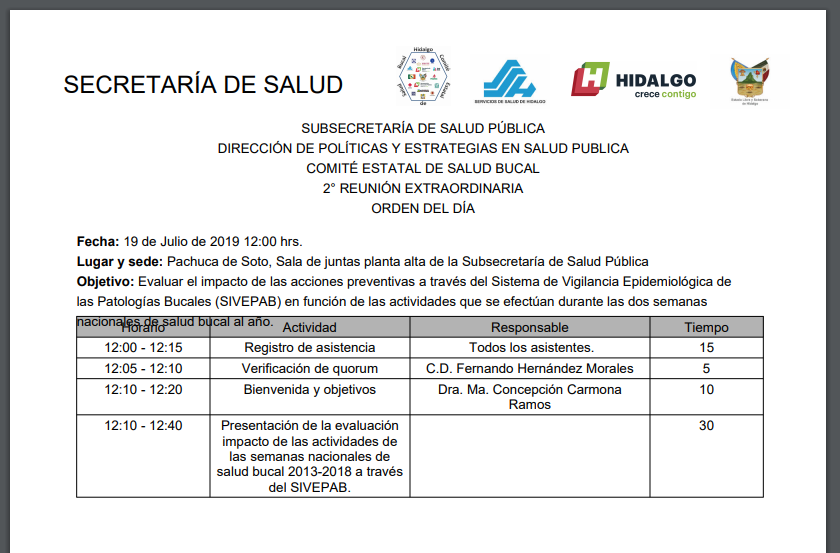 SECRETARÍA DE SALUD
Hidalgo
Bucal
Comité
Salud
Estatal
de
SERVICIOS DE SALUD DE HIDALGO
HIDALGO
crece contigo
SUBSECRETARÍA DE SALUD PÚBLICA
DIRECCIÓN DE POLÍTICAS Y ESTRATEGIAS EN SALUD PUBLICA
COMITÉ ESTATAL DE SALUD BUCAL
2° REUNIÓN EXTRAORDINARIA
ORDEN DEL DÍA
Fecha: 19 de Julio de 2019 12:00 hrs.
Lugar y sede: Pachuca de Soto, Sala de juntas planta alta de la Subsecretaría de Salud Pública
Objetivo: Evaluar el impacto de las acciones preventivas a través del Sistema de Vigilancia Epidemiológica de
las Patologías Bucales (SIVEPAB) en función de las actividades que se efectúan durante las dos semanas
nacionales de salud bucal al año.
Horario Actividad Responsable Tiempo
12:00 - 12:15 Registro de asistencia Todos los asistentes. 15
12:05 - 12:10 Verificación de quorum C.D. Fernando Hernández Morales 5
12:10 - 12:20 Bienvenida y objetivos Dra. Ma. Concepción Carmona 10
Ramos
12:10 - 12:40 Presentación de la evaluación 30
impacto de las actividades de
las semanas nacionales de
salud bucal 2013-2018 a través
del SIVEPAB.